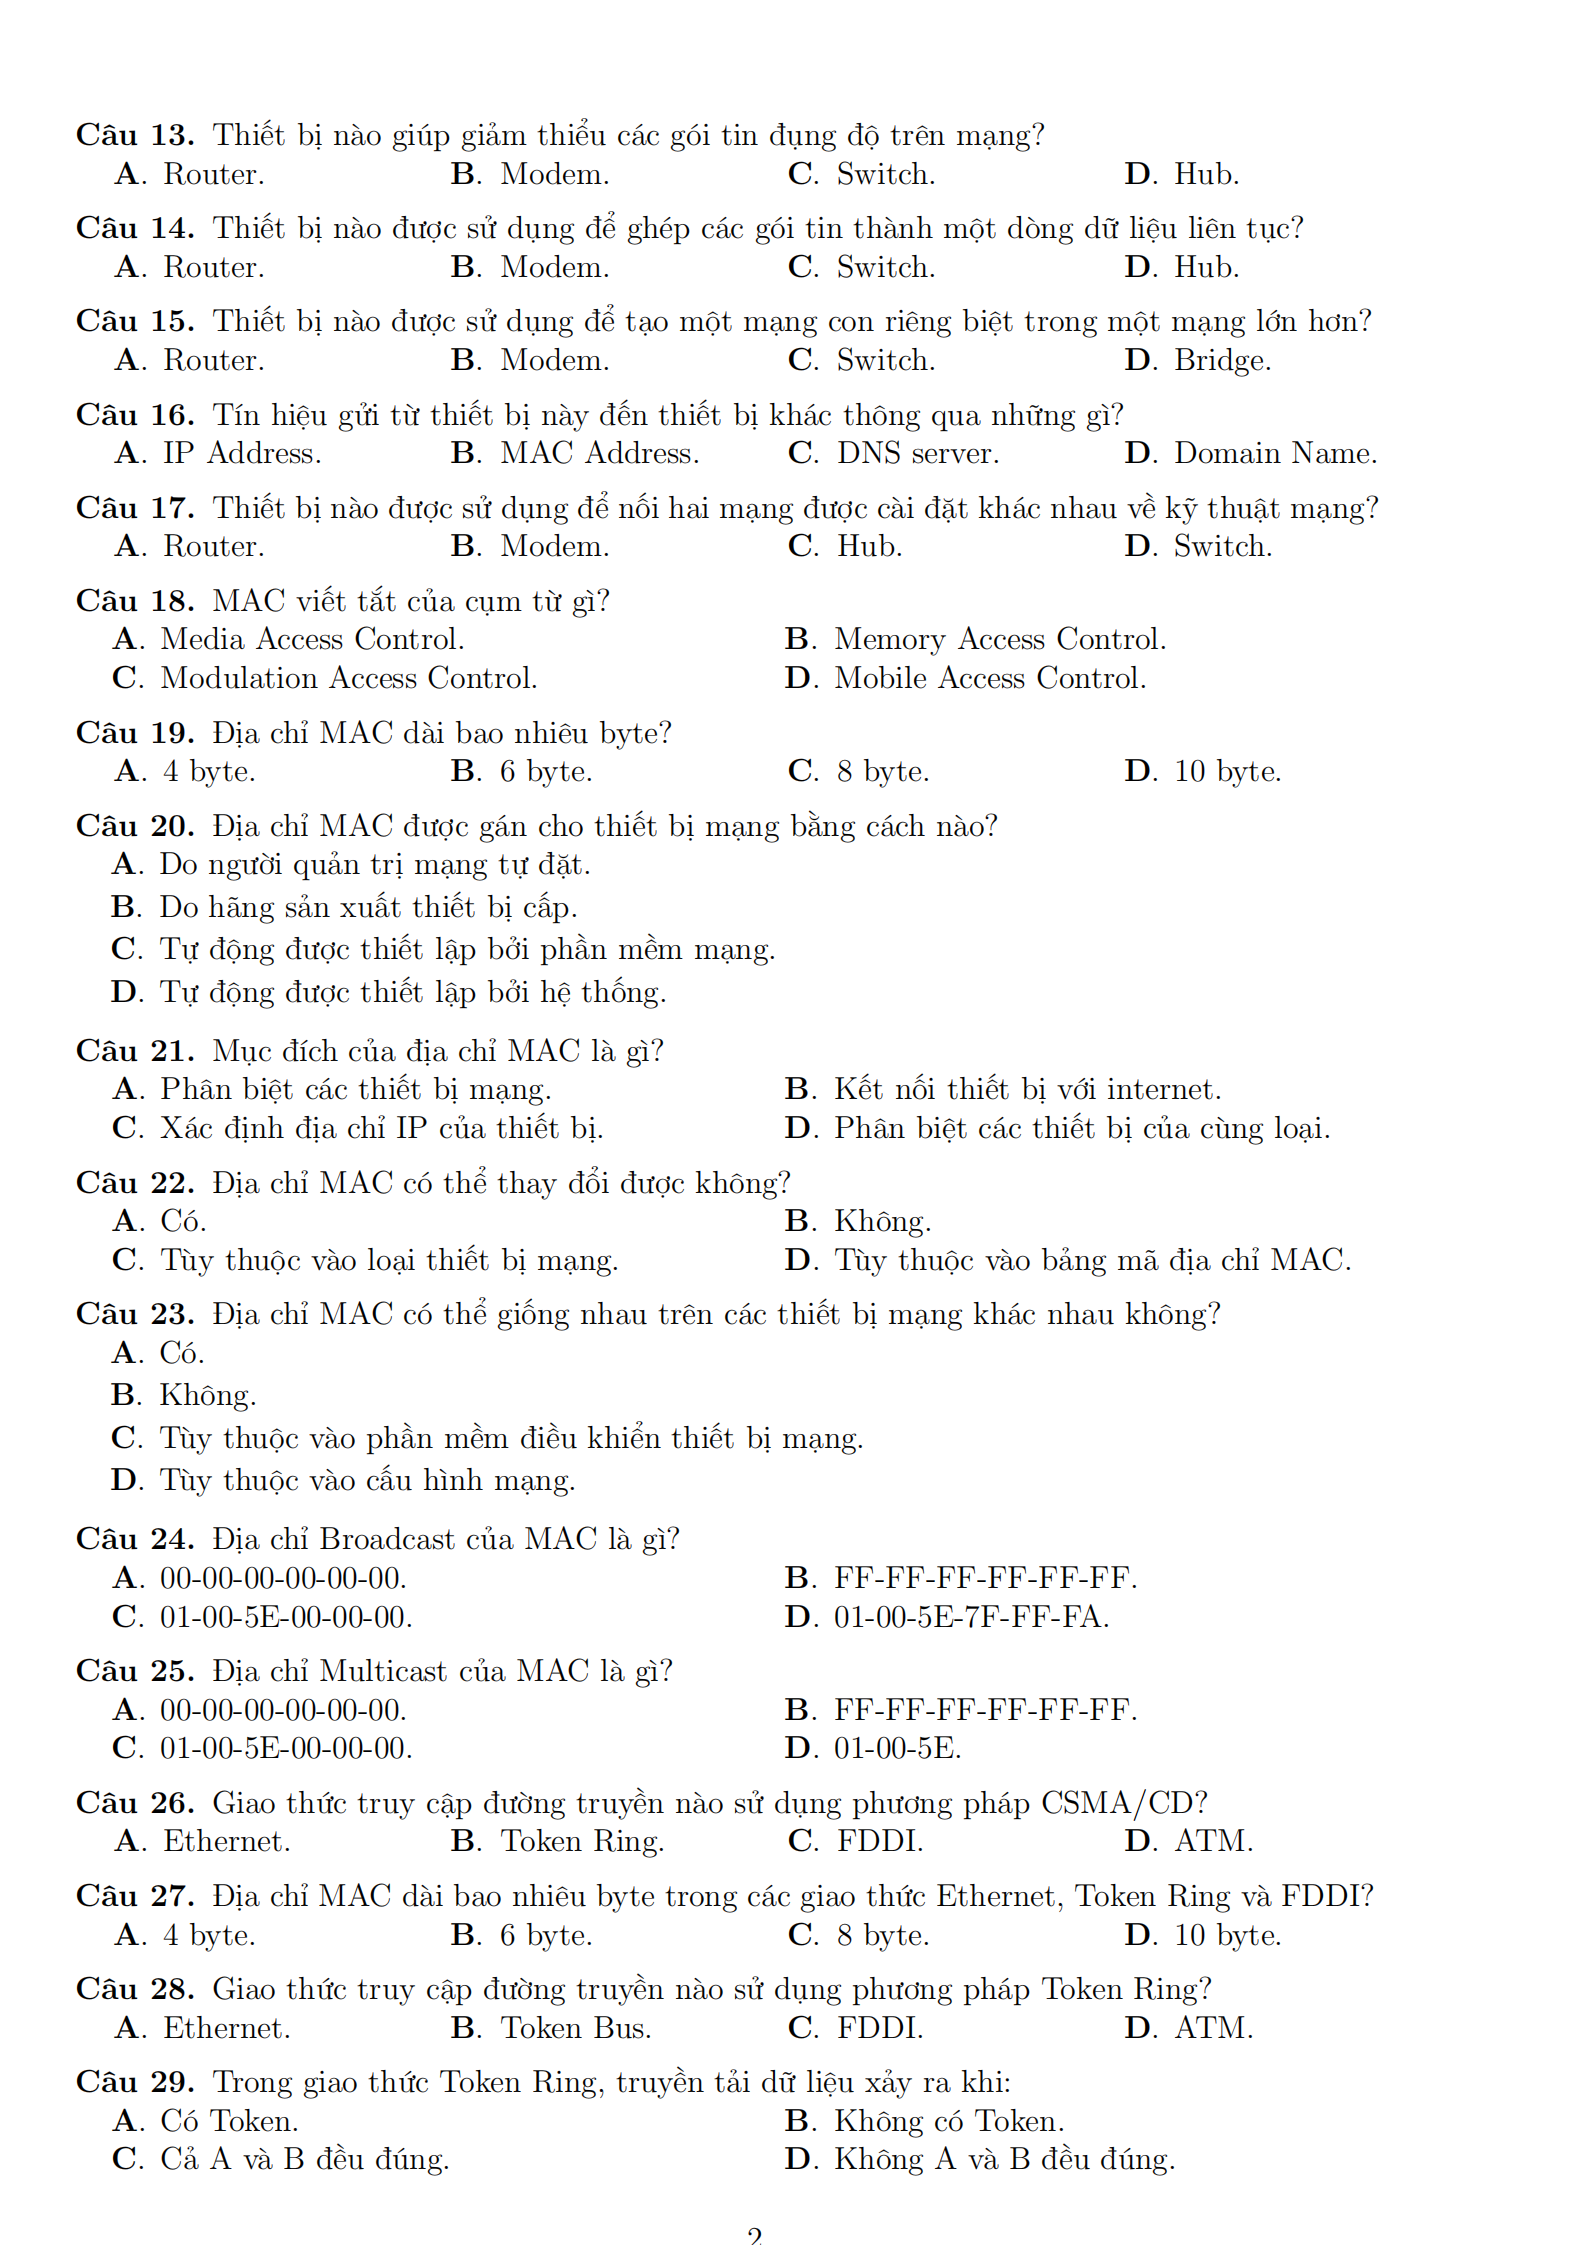 Câu 13. Thiết bị nào giúp giảm thiểu các gói tin đụng độ trên mạng?
A. Router. B. Modem. C. Switch. D. Hub.
Câu 14. Thiết bị nào được sử dụng để ghép các gói tin thành một dòng dữ liệu liên tục?
A. Router. B. Modem. C. Switch. D. Hub.
Câu 15. Thiết bị nào được sử dụng để tạo một mạng con riêng biệt trong một mạng lớn hơn?
A. Router. B. Modem. C. Switch. D. Bridge.
Câu 16. Tín hiệu gửi từ thiết bị này đến thiết bị khác thông qua những gì?
A. IP Address. B. MAC Address. C. DNS server. D. Domain Name.
Câu 17. Thiết bị nào được sử dụng để nối hai mạng được cài đặt khác nhau về kỹ thuật mạng?
A. Router. B. Modem. C. Hub. D. Switch.
Câu 18. MAC viết tắt của cụm từ gì?
A. Media Access Control. B. Memory Access Control.
C. Modulation Access Control. D. Mobile Access Control.
Câu 19. Địa chỉ MAC dài bao nhiêu byte?
A. 4 byte. B. 6 byte. C. 8 byte. D. 10 byte.
Câu 20. Địa chỉ MAC được gán cho thiết bị mạng bằng cách nào?
A. Do người quản trị mạng tự đặt.
B. Do hãng sản xuất thiết bị cấp.
C. Tự động được thiết lập bởi phần mềm mạng.
D. Tự động được thiết lập bởi hệ thống.
Câu 21. Mục đích của địa chỉ MAC là gì?
A. Phân biệt các thiết bị mạng. B. Kết nối thiết bị với internet.
C. Xác định địa chỉ IP của thiết bị. D. Phân biệt các thiết bị của cùng loại.
Câu 22. Địa chỉ MAC có thể thay đổi được không?
A. Có. B. Không.
C. Tùy thuộc vào loại thiết bị mạng. D. Tùy thuộc vào bảng mã địa chỉ MAC.
Câu 23. Địa chỉ MAC có thể giống nhau trên các thiết bị mạng khác nhau không?
A. Có.
B. Không.
C. Tùy thuộc vào phần mềm điều khiển thiết bị mạng.
D. Tùy thuộc vào cấu hình mạng.
Câu 24. Địa chỉ Broadcast của MAC là gì?
A. 00-00-00-00-00-00. B. FF-FF-FF-FF-FF-FF.
C. 01-00-5E-00-00-00. D. 01-00-5E-7F-FF-FA.
Câu 25. Địa chỉ Multicast của MAC là gì?
A. 00-00-00-00-00-00. B. FF-FF-FF-FF-FF-FF.
C. 01-00-5E-00-00-00. D. 01-00-5E.
Câu 26. Giao thức truy cập đường truyền nào sử dụng phương pháp CSMA/CD?
A. Ethernet. B. Token Ring. C. FDDI. D. ATM.
Câu 27. Địa chỉ MAC dài bao nhiêu byte trong các giao thức Ethernet, Token Ring và FDDI?
A. 4 byte. B. 6 byte. C. 8 byte. D. 10 byte.
Câu 28. Giao thức truy cập đường truyền nào sử dụng phương pháp Token Ring?
A. Ethernet. B. Token Bus. C. FDDI. D. ATM.
Câu 29. Trong giao thức Token Ring, truyền tải dữ liệu xảy ra khi:
A. Có Token. B. Không có Token.
C. Cả A và B đều đúng. D. Không A và B đều đúng.
2